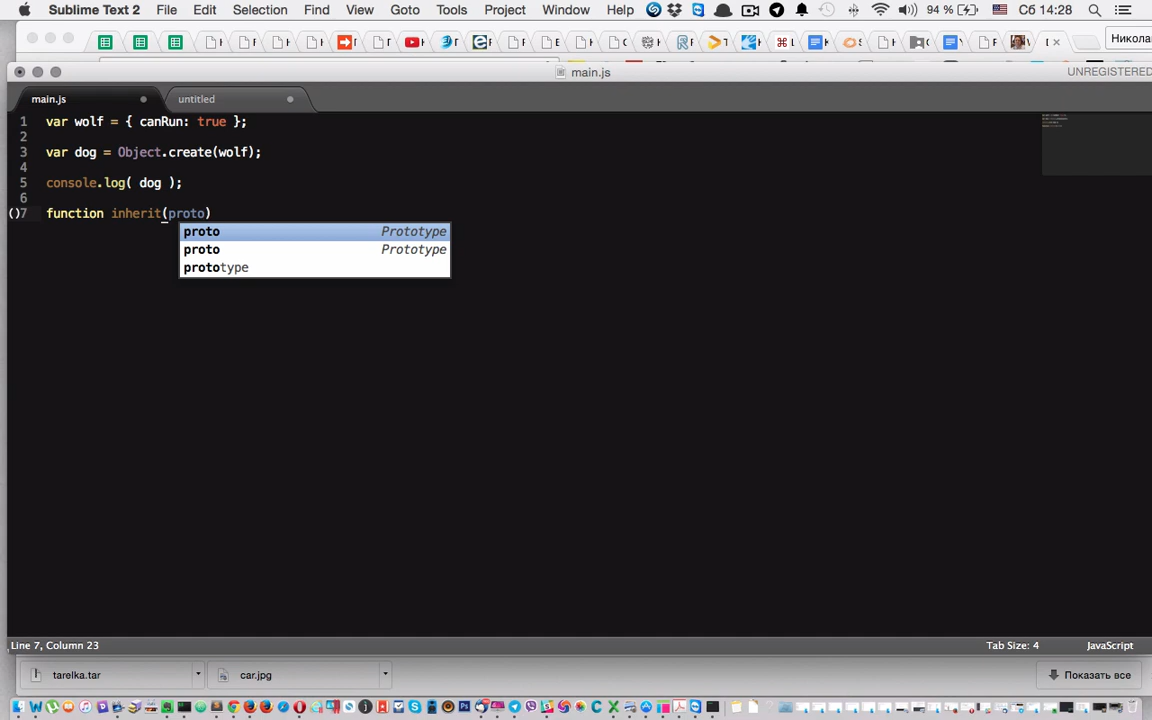 Sublime Text 2 File Edit Selection Find View Goto Tools Project Window Help 94 % Сб 14:28
Никола
main.js UNREGISTERED
main.js untitled
1 var wolf = { canRun: true };
2
3 var dog = Object.create(wolf);
4
5 console.log( dog );
6
()7 function inherit(proto)
proto Prototype
proto Prototype
prototype
Line 7, Column 23 Tab Size: 4 JavaScript
tarelka.tar car.jpg Показать все